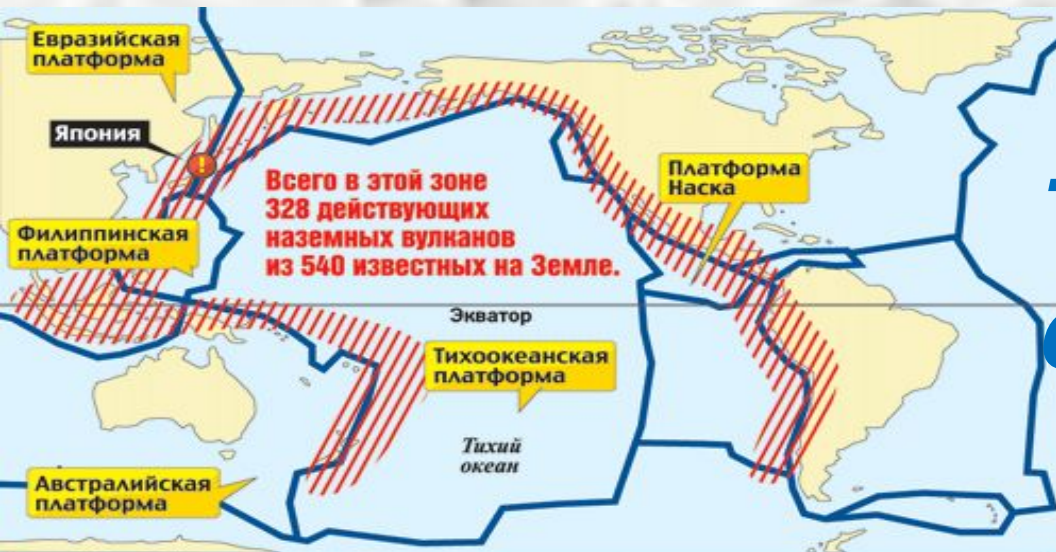 Евразийская
платформа
Япония
Всего в этой зоне
328 действующих
наземных вулканов
из 540 известных на Земле.
Платформа
Наска
Филиппинская
платформа
Экватор
Тихоокеанская
платформа
Тихий
океан
Австралийская
платформа